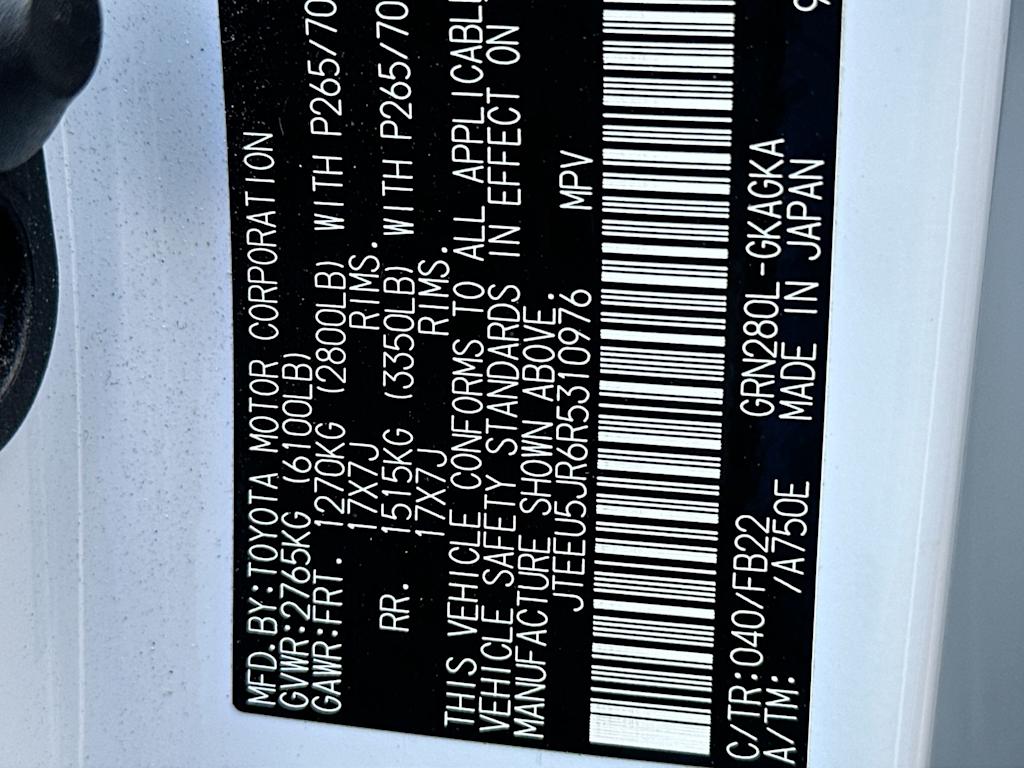 MFD.BY:TOYOTA MOTOR CORPORATION
GVWR:2765KG (6100LB)
GAWR:FRT. 1270KG (2800LB) WITH P265/70
17X7J RIMS.
RR. 1515KG (3350LB) WITH P265/70
17X7J RIMS.
THIS VEHICLE CONFORMS TO ALL APPLICABLE
VEHICLE SAFETY STANDARDS IN EFFECT ON
MANUFACTURE SHOWN ABOVE.
JTEEU5JR6R5310976 MPV
C/TR:040/FB22 GRN280L-GKAGKA
A/TM: /A750E MADE IN JAPAN